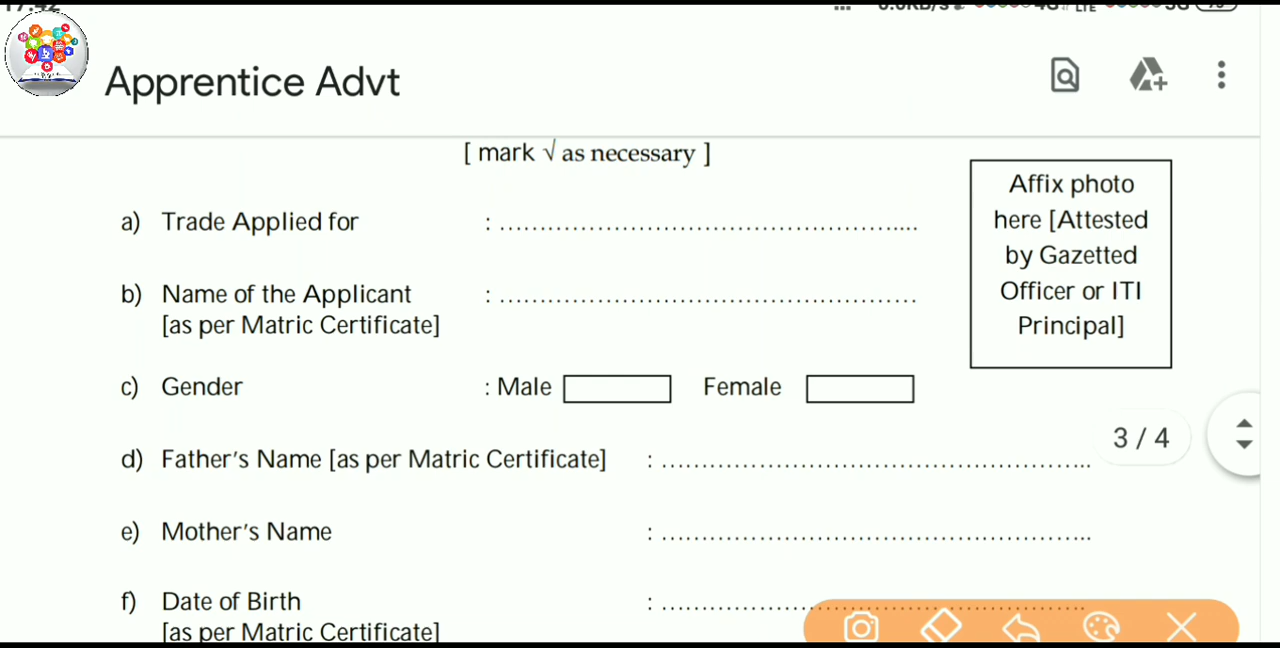 17:42
Apprentice Advt
[ mark √ as necessary ]
Affix photo
here [Attested
by Gazetted
Officer or ITI
Principal]
a) Trade Applied for : ....................................................
b) Name of the Applicant : ....................................................
[as per Matric Certificate]
c) Gender : Male Female
d) Father's Name [as per Matric Certificate] : ....................................................
3 / 4
e) Mother's Name : ....................................................
f) Date of Birth : ....................................................
[as per Matric Certificate]